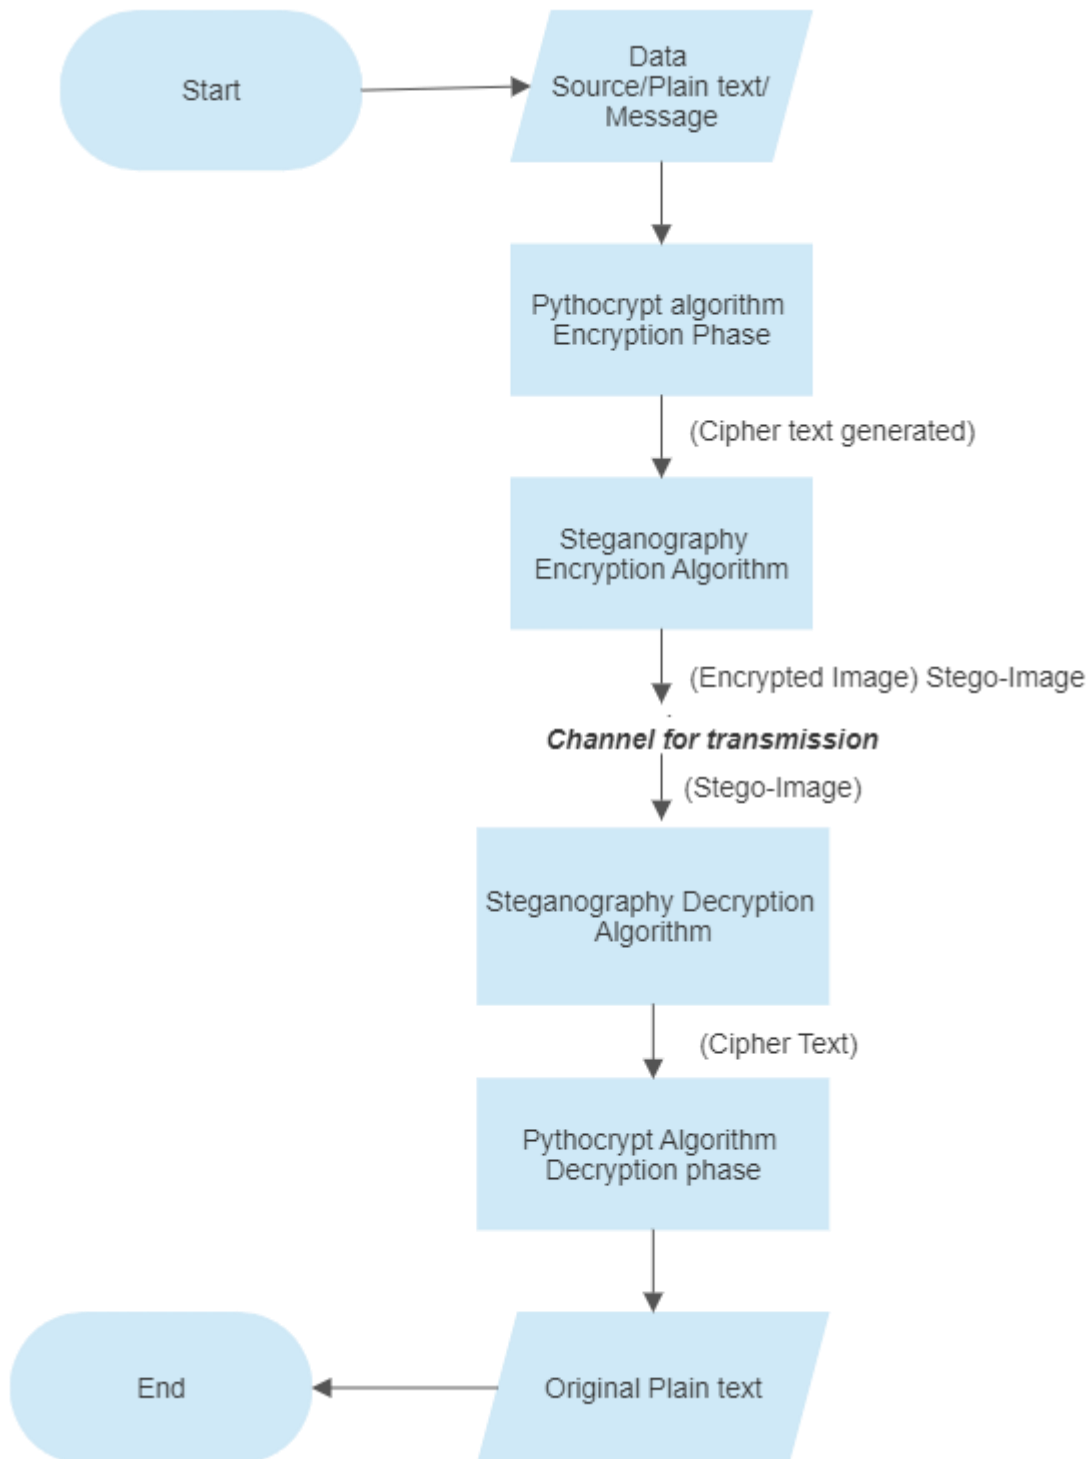 Start
Data
Source/Plain text/
Message
Pythocrypt algorithm
Encryption Phase
(Cipher text generated)
Steganography
Encryption Algorithm
(Encrypted Image) Stego-Image
Channel for transmission
(Stego-Image)
Steganography Decryption
Algorithm
(Cipher Text)
Pythocrypt Algorithm
Decryption phase
Original Plain text
End